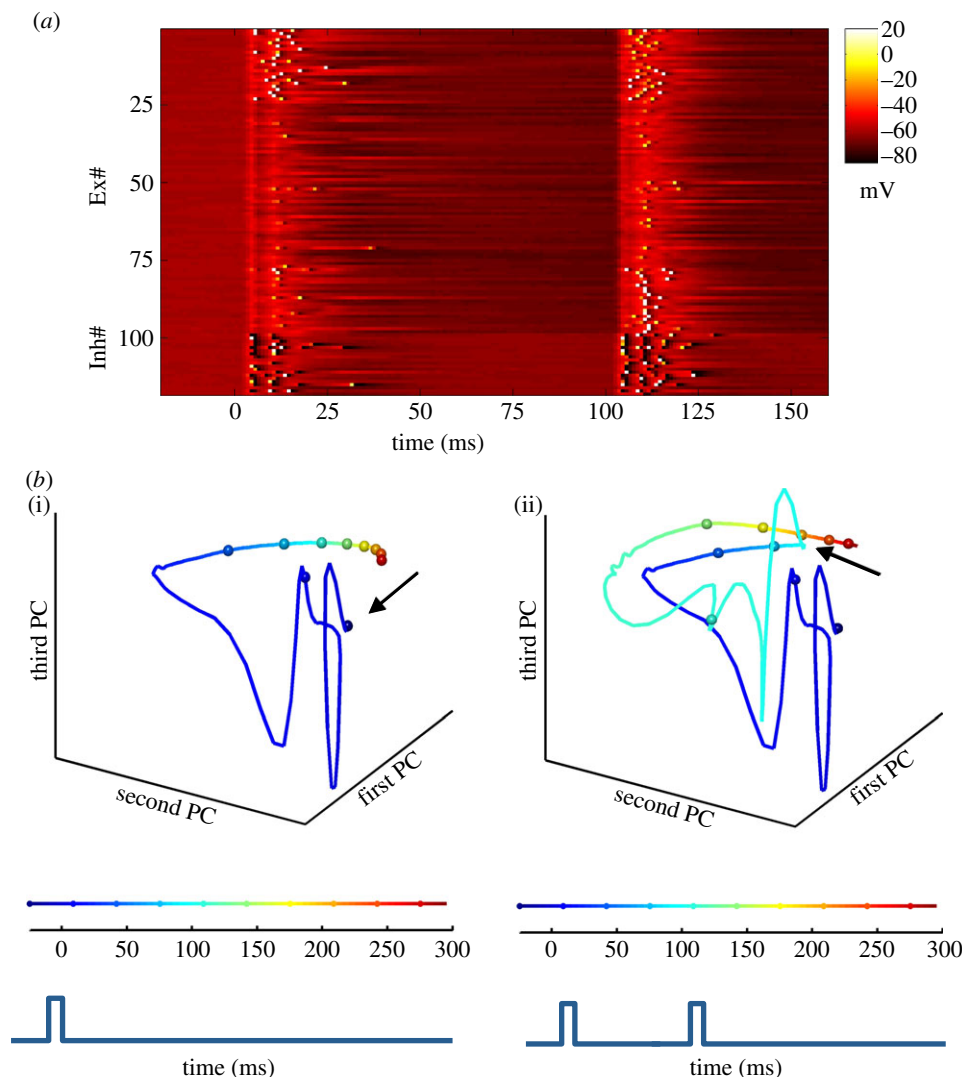 (a)
Ex#
Inh#
25
50
75
100
0 25 50 75 100 125 150
time (ms)
20
0
–20
–40
–60
–80
mV
(b)
(i)
third PC
second PC
first PC
0 50 100 150 200 250 300
time (ms)
(ii)
third PC
second PC
first PC
0 50 100 150 200 250 300
time (ms)